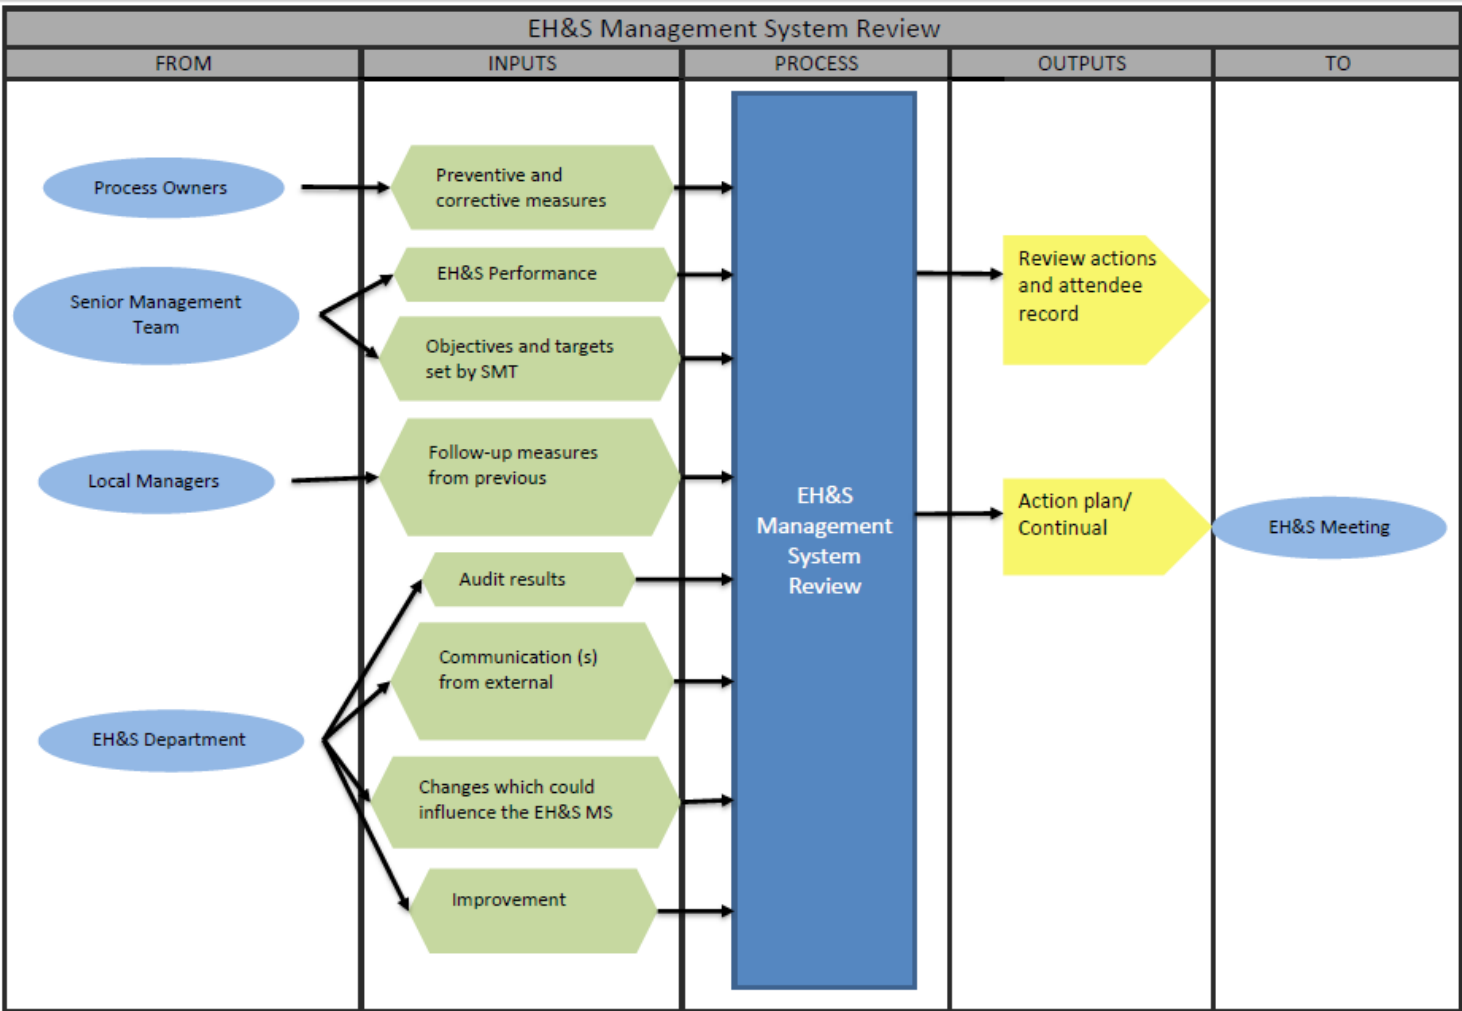 EH&S Management System Review
FROM
INPUTS
PROCESS
OUTPUTS
TO
Process Owners
Preventive and
corrective measures
Senior Management
Team
EH&S Performance
Objectives and targets
set by SMT
Local Managers
Follow-up measures
from previous
EH&S Department
Audit results
Communication (s)
from external
Changes which could
influence the EH&S MS
Improvement
EH&S
Management
System
Review
Review actions
and attendee
record
Action plan/
Continual
EH&S Meeting